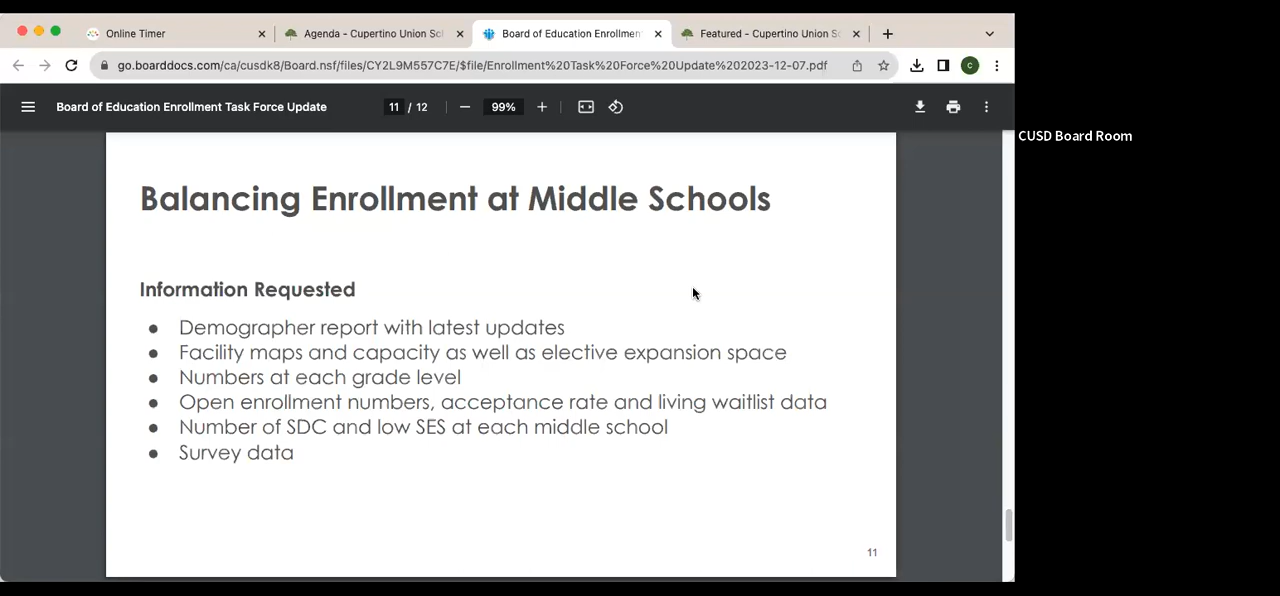 Online Timer
Agenda - Cupertino Union Sc
Board of Education Enrollmen
Featured - Cupertino Union Sc
go.boarddocs.com/ca/cusdk8/Board.nsf/files/CY2L9M557C7E/$file/Enrollment%20Task%20Force%20Update%202023-12-07.pdf
C
Board of Education Enrollment Task Force Update
11 / 12
99%
CUSD Board Room
Balancing Enrollment at Middle Schools
Information Requested
● Demographer report with latest updates
● Facility maps and capacity as well as elective expansion space
● Numbers at each grade level
● Open enrollment numbers, acceptance rate and living waitlist data
● Number of SDC and low SES at each middle school
● Survey data
11